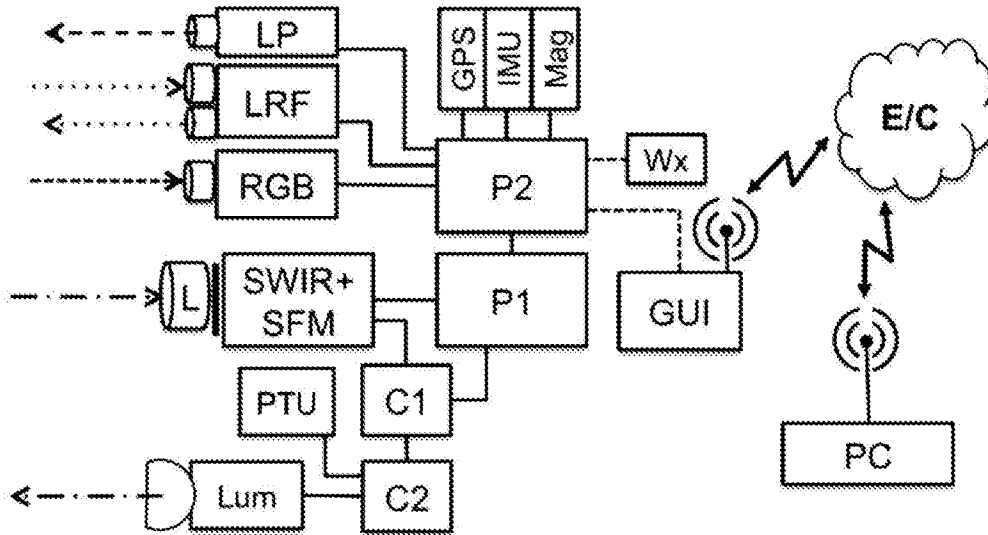 LP
LRF
RGB
GPS
IMU
Mag
P2
Wx
E/C
L
SWIR+
SFM
P1
GUI
PTU
C1
PC
Lum
C2